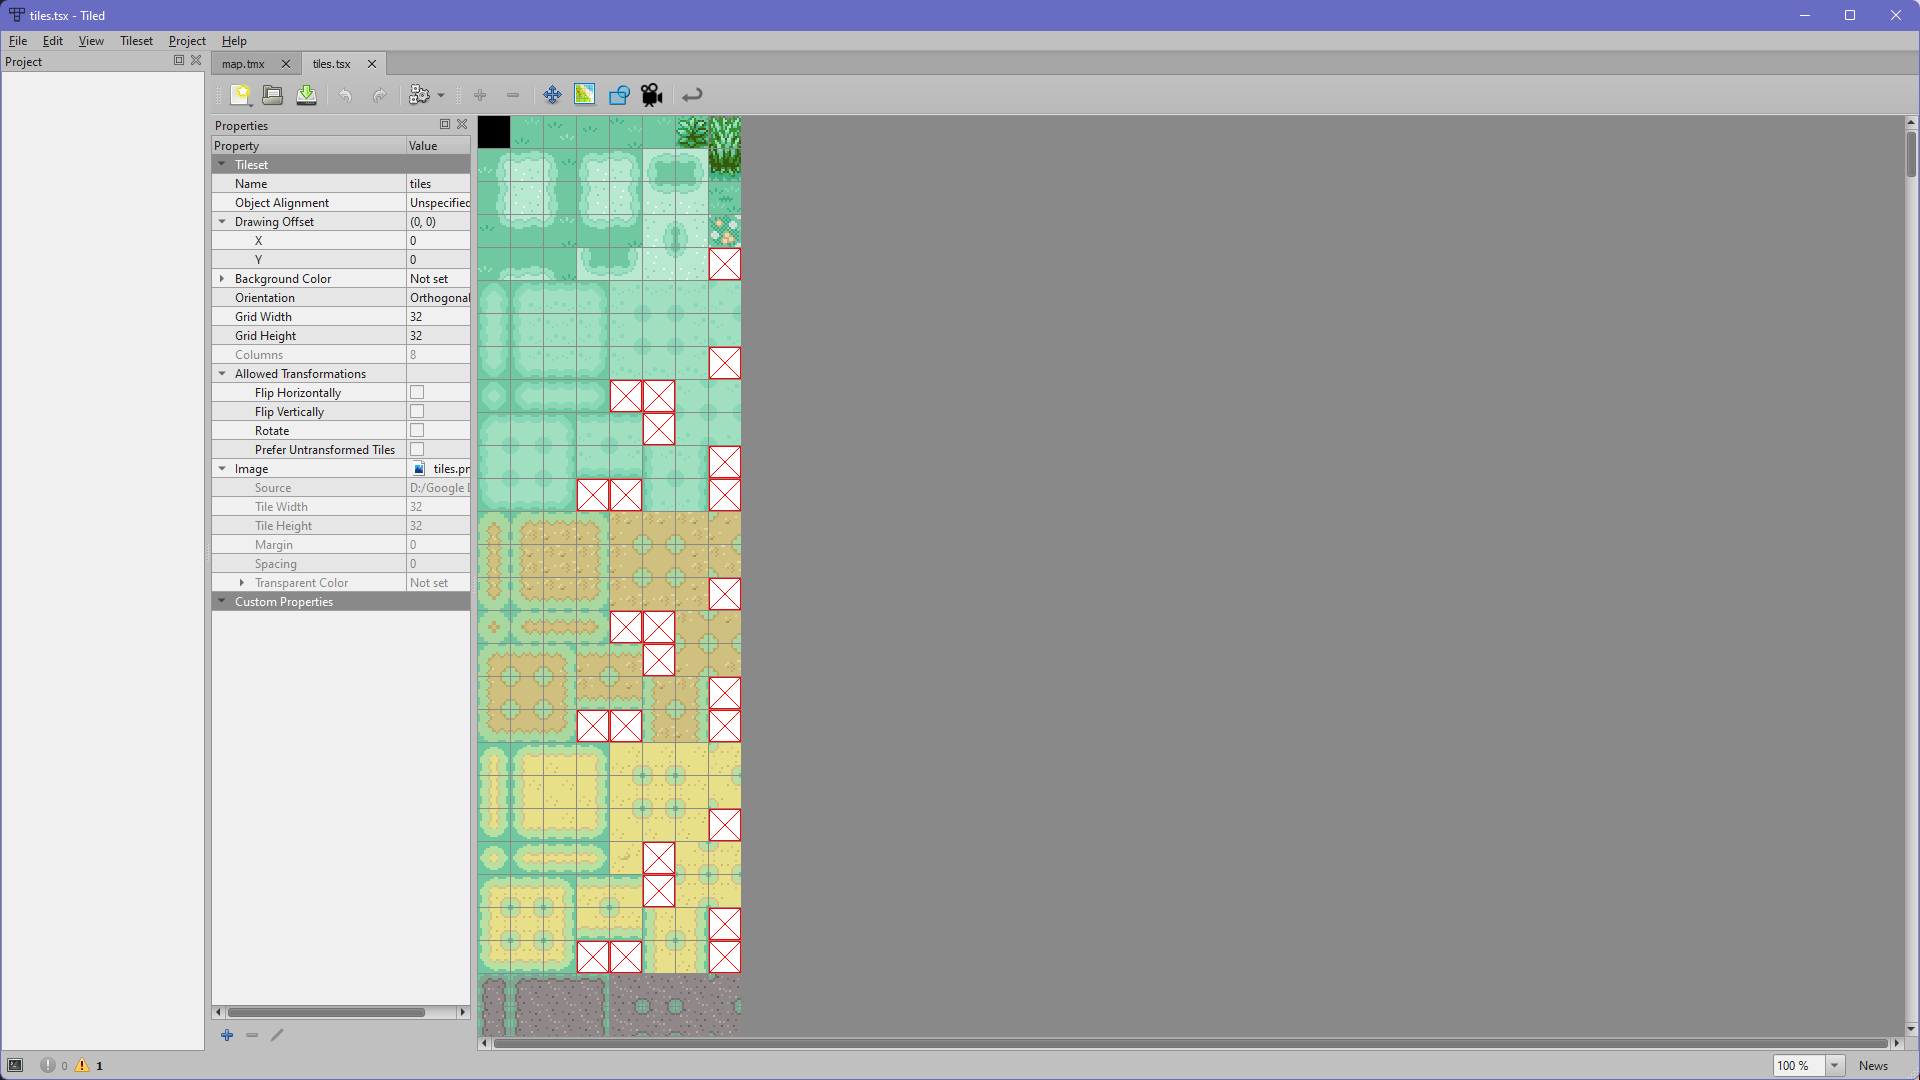 tiles.tsx - Tiled
File Edit View Tileset Project Help
Project
map.tmx tiles.tsx
Properties
Property Value
Tileset
Name tiles
Object Alignment Unspecified
Drawing Offset (0, 0)
X 0
Y 0
Background Color Not set
Orientation Orthogonal
Grid Width 32
Grid Height 32
Columns 8
Allowed Transformations
Flip Horizontally
Flip Vertically
Rotate
Prefer Untransformed Tiles
Image tiles.pn
Source D:/Google D
Tile Width 32
Tile Height 32
Margin 0
Spacing 0
Transparent Color Not set
Custom Properties
0 1
100 % News